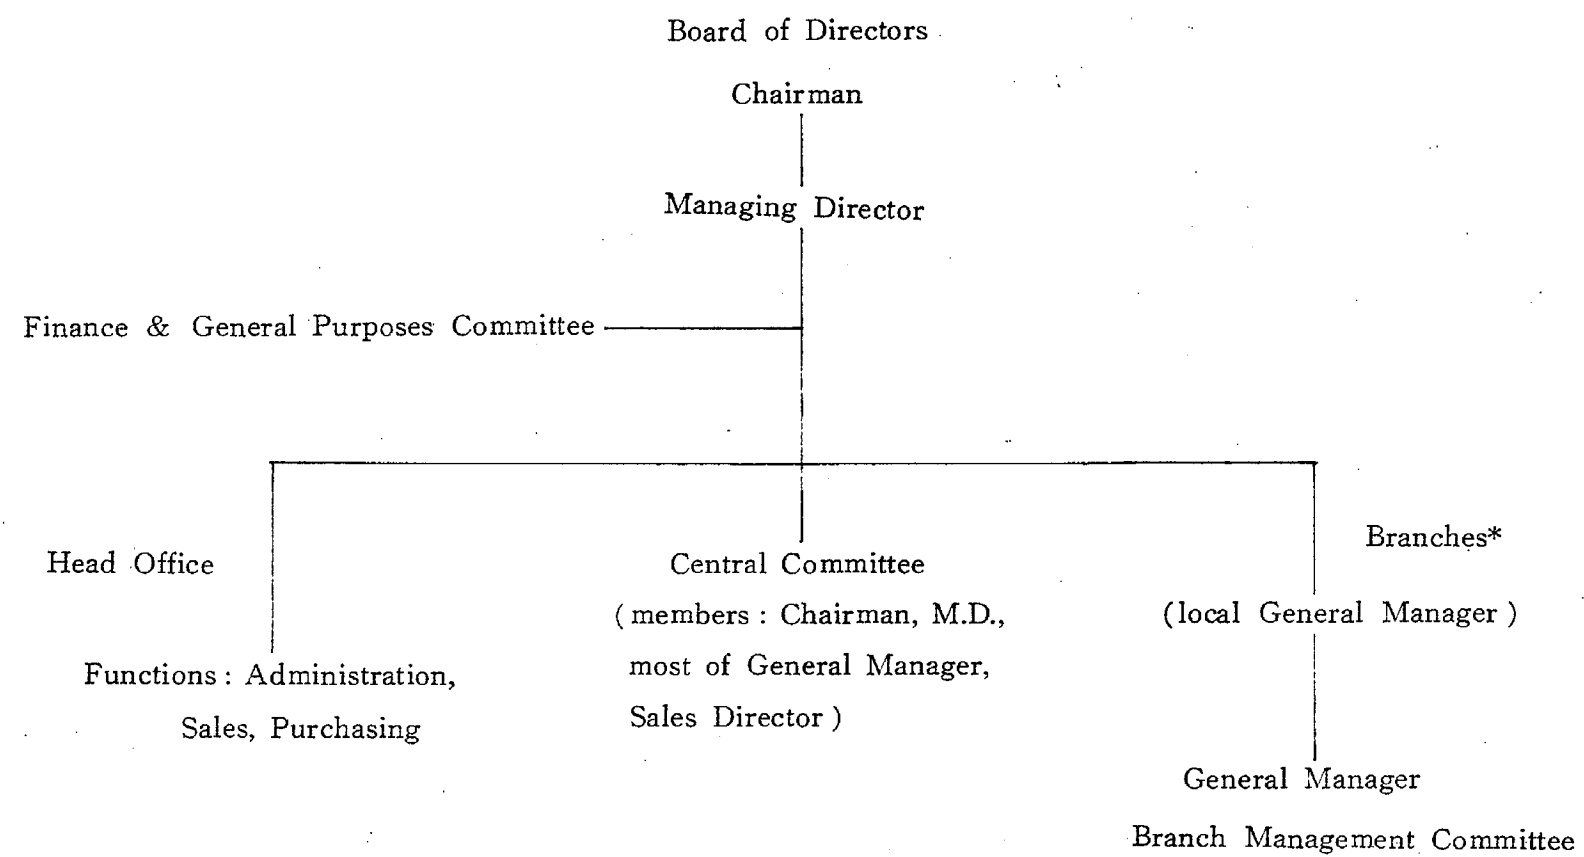 Board of Directors
Chairman
Managing Director
Finance & General Purposes Committee
Head Office
Functions : Administration,
Sales, Purchasing
Central Committee
( members : Chairman, M.D.,
most of General Manager,
Sales Director )
Branches*
(local General Manager )
General Manager
Branch Management Committee